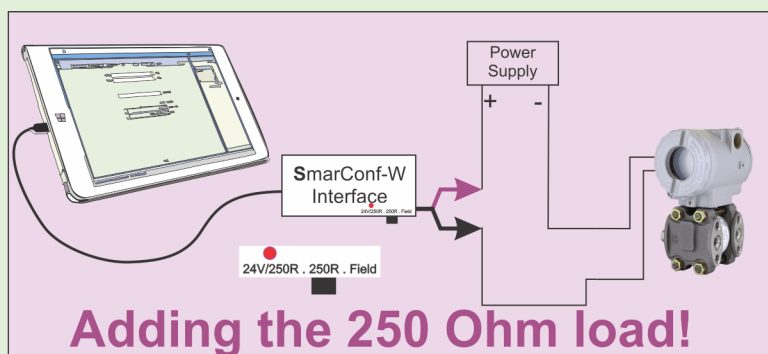 Power
Supply
+ -
SmarConf-W
Interface
24V/250R . 250R . Field
24V/250R . 250R . Field
Adding the 250 Ohm load!